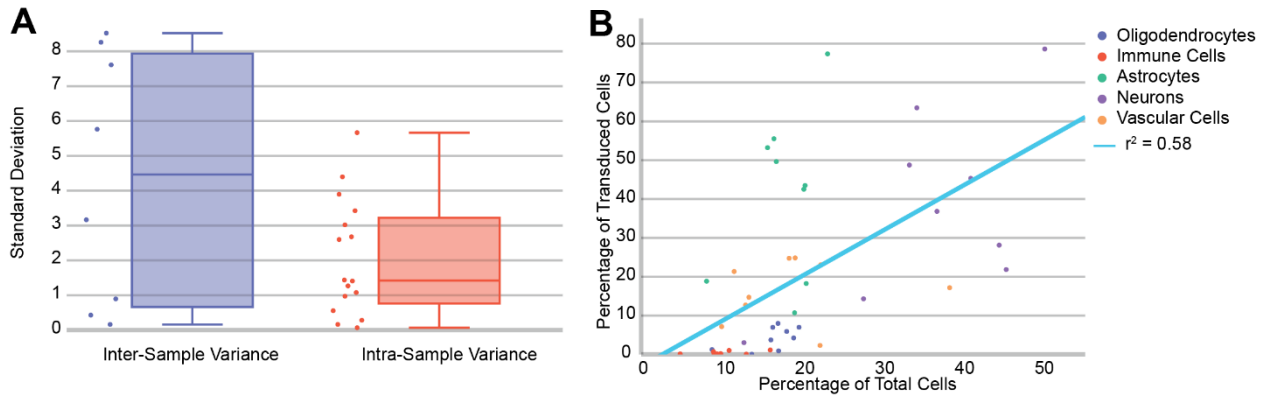 A
Standard Deviation
8
7
6
5
4
3
2
1
0
Inter-Sample Variance
Intra-Sample Variance
B
Percentage of Transduced Cells
80
70
60
50
40
30
20
10
0
0 10 20 30 40 50
Percentage of Total Cells
Oligodendrocytes
Immune Cells
Astrocytes
Neurons
Vascular Cells
r² = 0.58